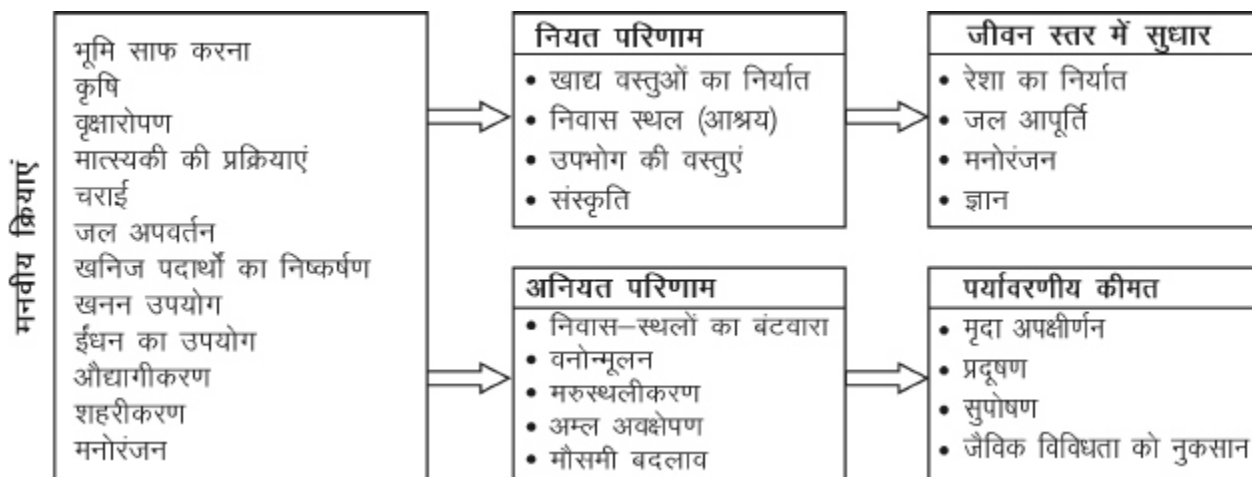 मनवीय क्रियाएं
भूमि साफ करना
कृषि
वृक्षारोपण
मात्स्यकी की प्रक्रियाएं
चराई
जल अपवर्तन
खनिज पदार्थों का निष्कर्षण
खनन उपयोग
ईंधन का उपयोग
औद्यागीकरण
शहरीकरण
मनोरंजन
नियत परिणाम
• खाद्य वस्तुओं का निर्यात
• निवास स्थल (आश्रय)
• उपभोग की वस्तुएं
• संस्कृति
जीवन स्तर में सुधार
• रेशा का निर्यात
• जल आपूर्ति
• मनोरंजन
• ज्ञान
अनियत परिणाम
• निवास–स्थलों का बंटवारा
• वनोन्मूलन
• मरुस्थलीकरण
• अम्ल अवक्षेपण
• मौसमी बदलाव
पर्यावरणीय कीमत
• मृदा अपक्षीर्णन
• प्रदूषण
• सुपोषण
• जैविक विविधता को नुकसान